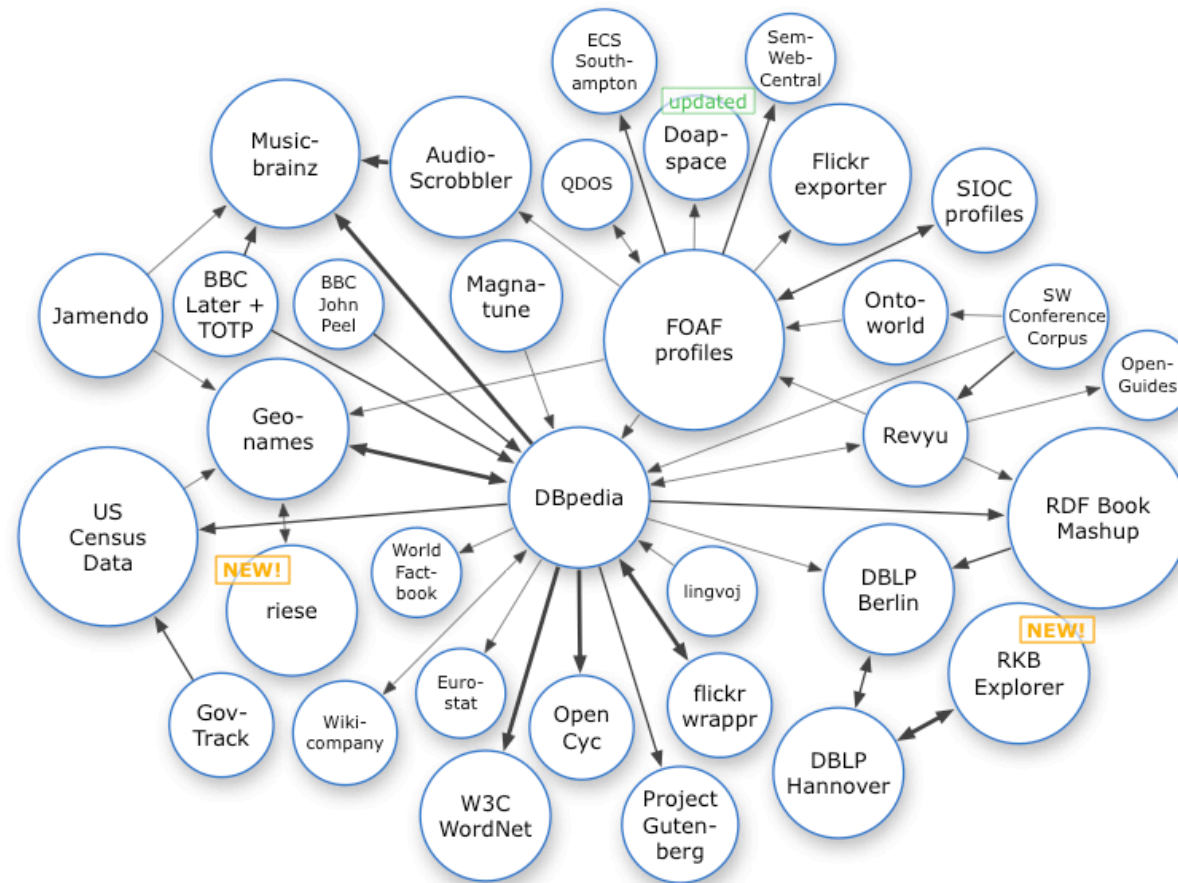 ECS
South-
ampton
Sem-
Web-
Central
updated
Doap-
space
Music-
brainz
Audio-
Scrobbler
QDOS
Flickr
exporter
SIOC
profiles
Jamendo
BBC
Later +
TOTP
BBC
John
Peel
Magna-
tune
FOAF
profiles
Onto-
world
SW
Conference
Corpus
Open-
Guides
Geo-
names
Revyu
US
Census
Data
DBpedia
RDF Book
Mashup
NEW!
riese
World
Fact-
book
lingvoj
DBLP
Berlin
NEW!
RKB
Explorer
Gov-
Track
Wiki-
company
Euro-
stat
Open
Cyc
flickr
wrappr
DBLP
Hannover
W3C
WordNet
Project
Guten-
berg